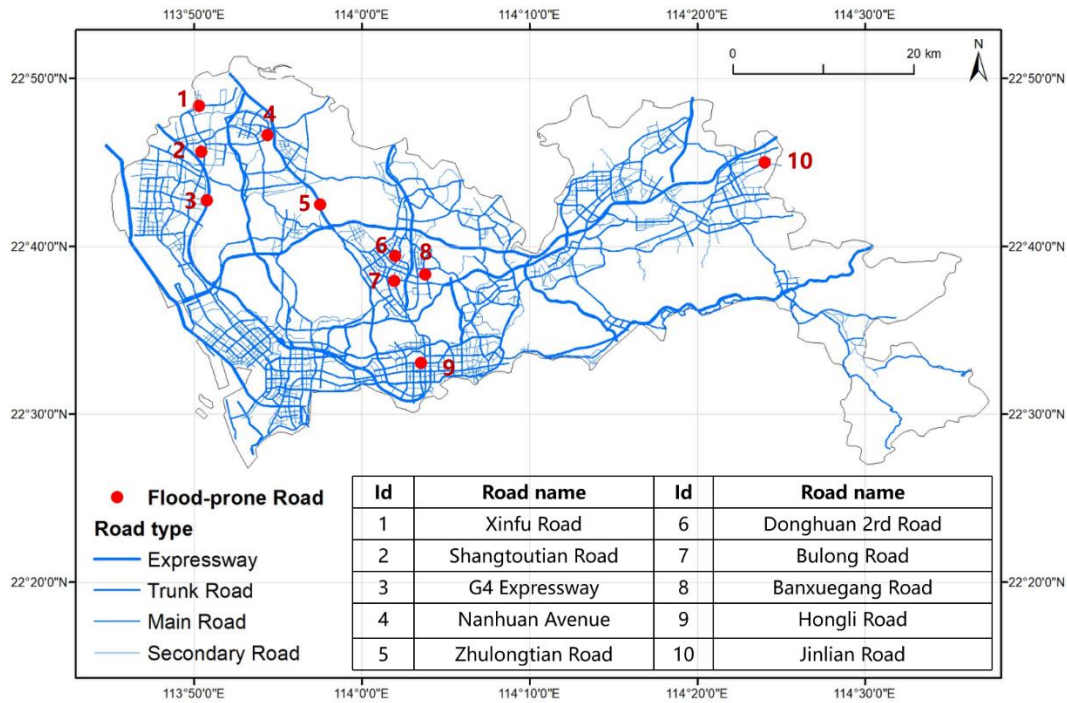 113°50'0"E 114°0'0"E 114°10'0"E 114°20'0"E 114°30'0"E
0 20 km N
22°50'0"N 22°50'0"N
1
4
2
10
3
5
22°40'0"N 6 8 22°40'0"N
7
9
22°30'0"N 22°30'0"N
Flood-prone Road
Road type
Expressway
Trunk Road
Main Road
Secondary Road
Id Road name Id Road name
1 Xinfu Road 6 Donghuan 2rd Road
2 Shangtoutian Road 7 Bulong Road
3 G4 Expressway 8 Banxuegang Road
4 Nanhuan Avenue 9 Hongli Road
5 Zhulongtian Road 10 Jinlian Road
22°20'0"N 22°20'0"N
113°50'0"E 114°0'0"E 114°10'0"E 114°20'0"E 114°30'0"E